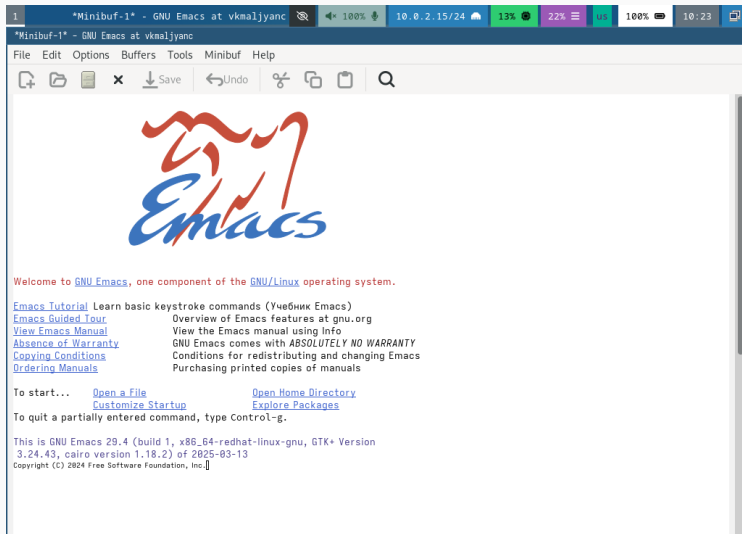 1 *Minibuf-1* - GNU Emacs at vkmaljyanc 100% 10.0.2.15/24 13% 22% us 100% 10:23
*Minibuf-1* - GNU Emacs at vkmaljyanc
File Edit Options Buffers Tools Minibuf Help
Save Undo
Emacs
Welcome to GNU Emacs, one component of the GNU/Linux operating system.
Emacs Tutorial Learn basic keystroke commands (Учебник Emacs)
Emacs Guided Tour Overview of Emacs features at gnu.org
View Emacs Manual View the Emacs manual using Info
Absence of Warranty GNU Emacs comes with ABSOLUTELY NO WARRANTY
Copying Conditions Conditions for redistributing and changing Emacs
Ordering Manuals Purchasing printed copies of manuals
To start... Open a File Open Home Directory
Customize Startup Explore Packages
To quit a partially entered command, type Control-g.
This is GNU Emacs 29.4 (build 1, x86_64-redhat-linux-gnu, GTK+ Version
3.24.43, cairo version 1.18.2) of 2025-03-13
Copyright (C) 2024 Free Software Foundation, Inc.